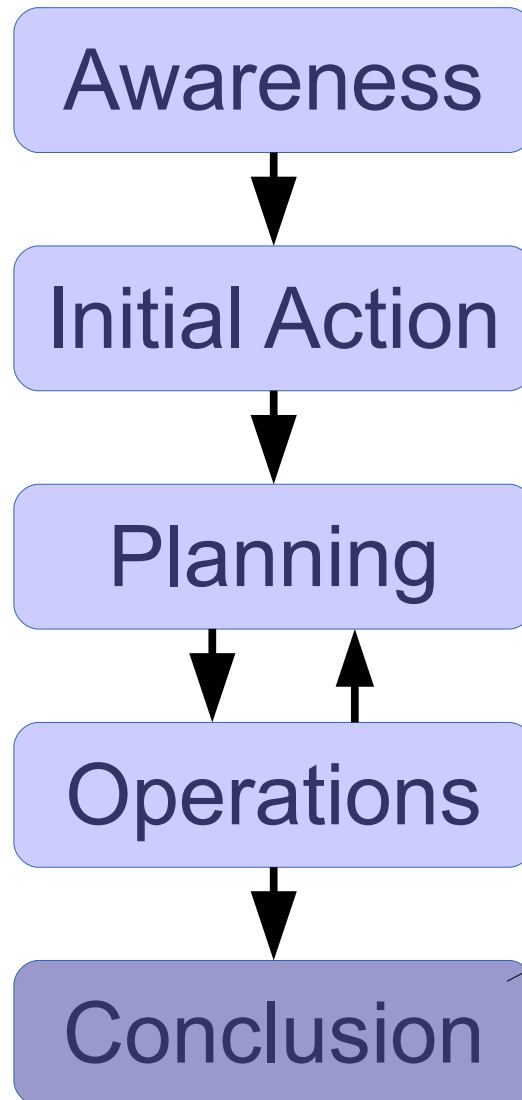 Awareness
Initial Action
Planning
Operations
Conclusion